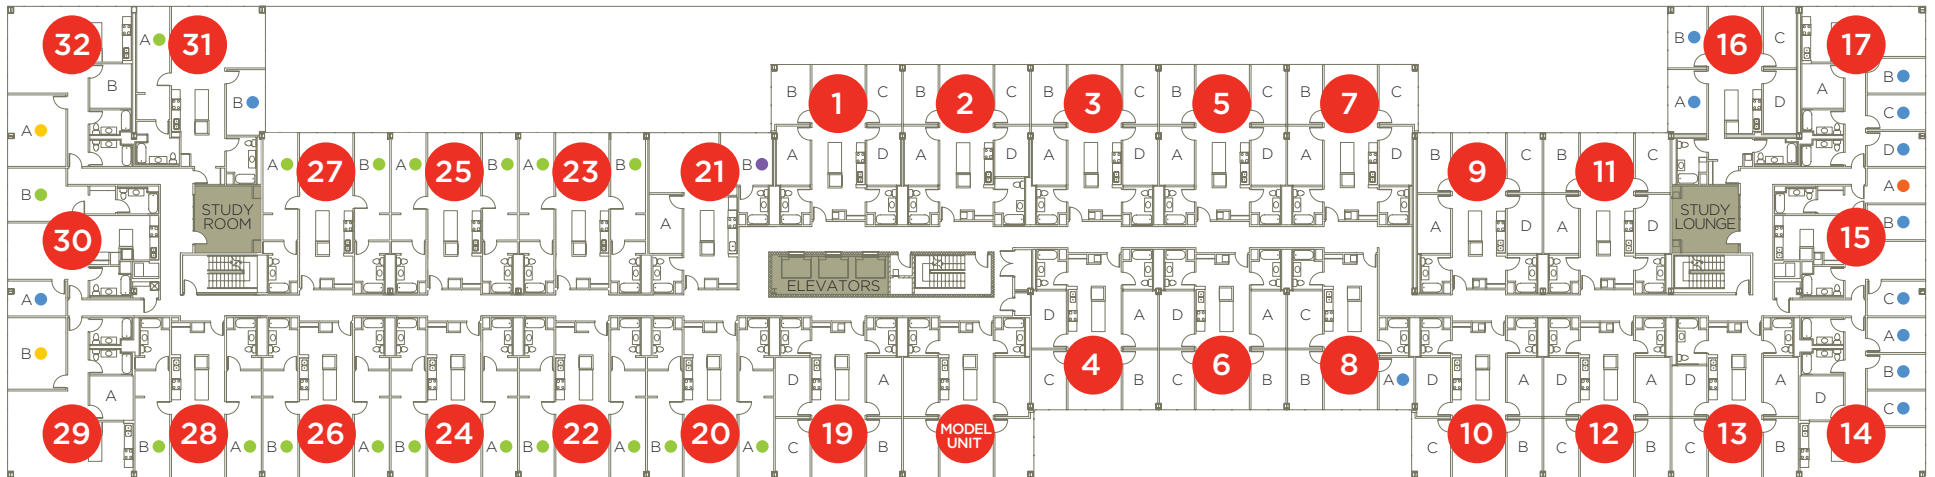 32
A
31
B
B
A
27
A
B
25
A
B
23
A
B
21
B
A
B
1
C
A
D
B
2
C
A
D
B
3
C
A
D
B
5
C
A
D
B
7
C
A
D
B
9
C
A
D
B
11
C
A
D
B
16
C
A
D
17
B
A
C
D
STUDY
ROOM
B
30
A
ELEVATORS
STUDY
LOUNGE
A
B
15
C
B
A
29
B
28
A
B
26
A
B
24
A
B
22
A
B
20
A
D
A
19
C
B
MODEL
UNIT
D
A
4
C
B
D
A
6
C
B
C
8
B
A
D
A
10
C
B
D
A
12
C
B
D
A
13
C
B
A
B
D
C
14